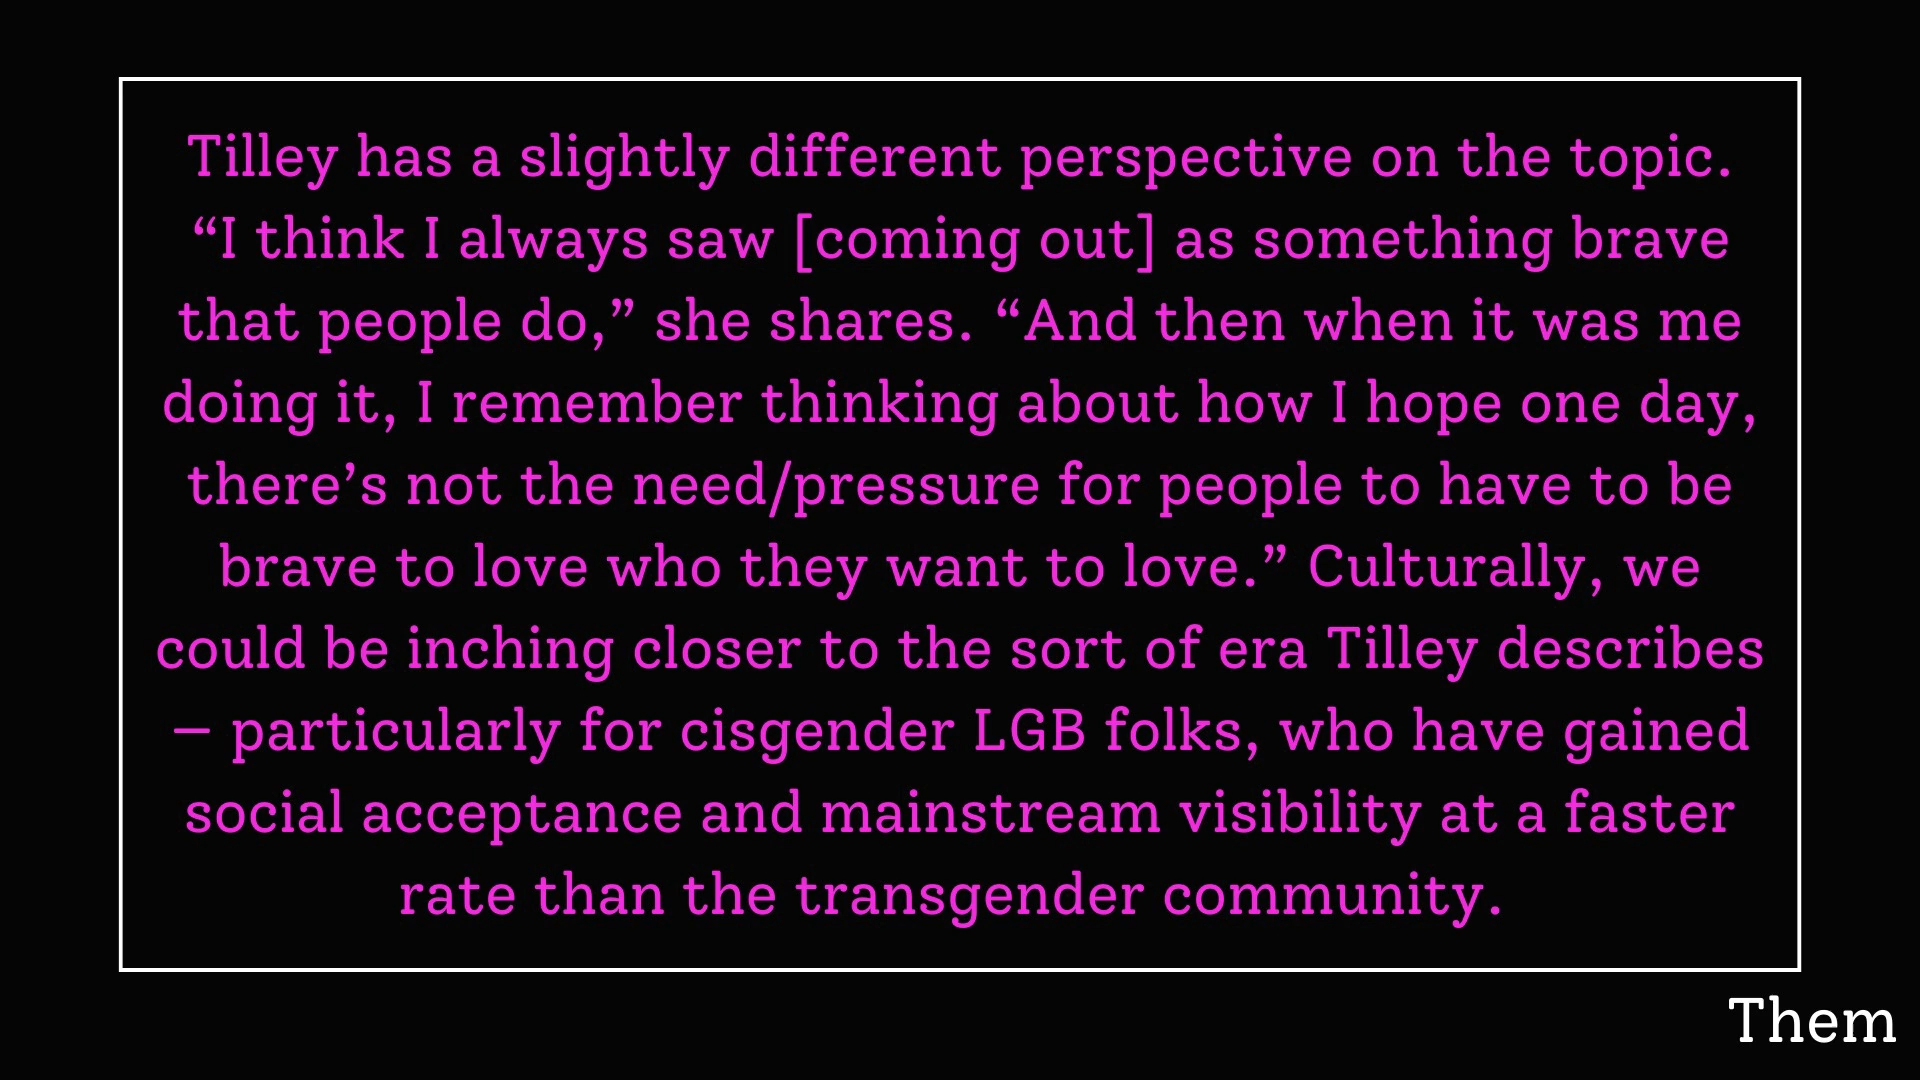 Tilley has a slightly different perspective on the topic.
“I think I always saw [coming out] as something brave
that people do,” she shares. “And then when it was me
doing it, I remember thinking about how I hope one day,
there’s not the need/pressure for people to have to be
brave to love who they want to love.” Culturally, we
could be inching closer to the sort of era Tilley describes
— particularly for cisgender LGB folks, who have gained
social acceptance and mainstream visibility at a faster
rate than the transgender community.
Them